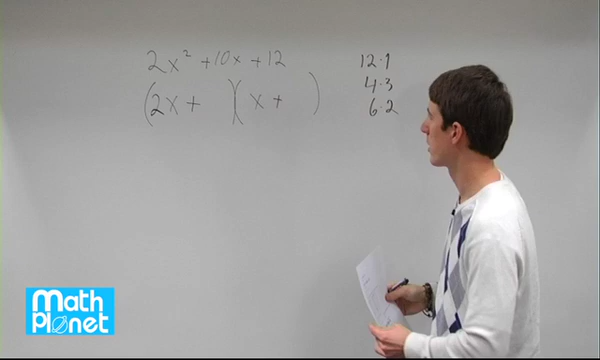 2x² + 10x + 12
(2x + )(x + )
12·1
4·3
6·2
Math
Planet